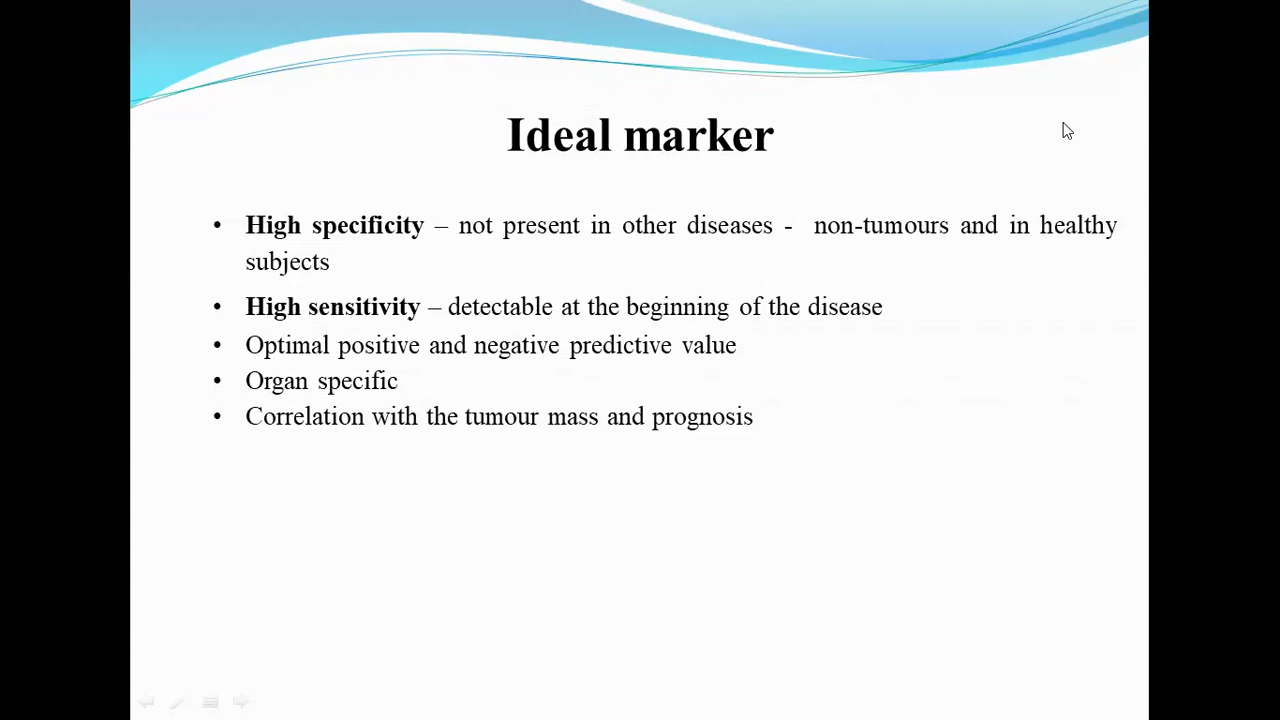 Ideal marker
• High specificity – not present in other diseases - non-tumours and in healthy
subjects
• High sensitivity – detectable at the beginning of the disease
• Optimal positive and negative predictive value
• Organ specific
• Correlation with the tumour mass and prognosis